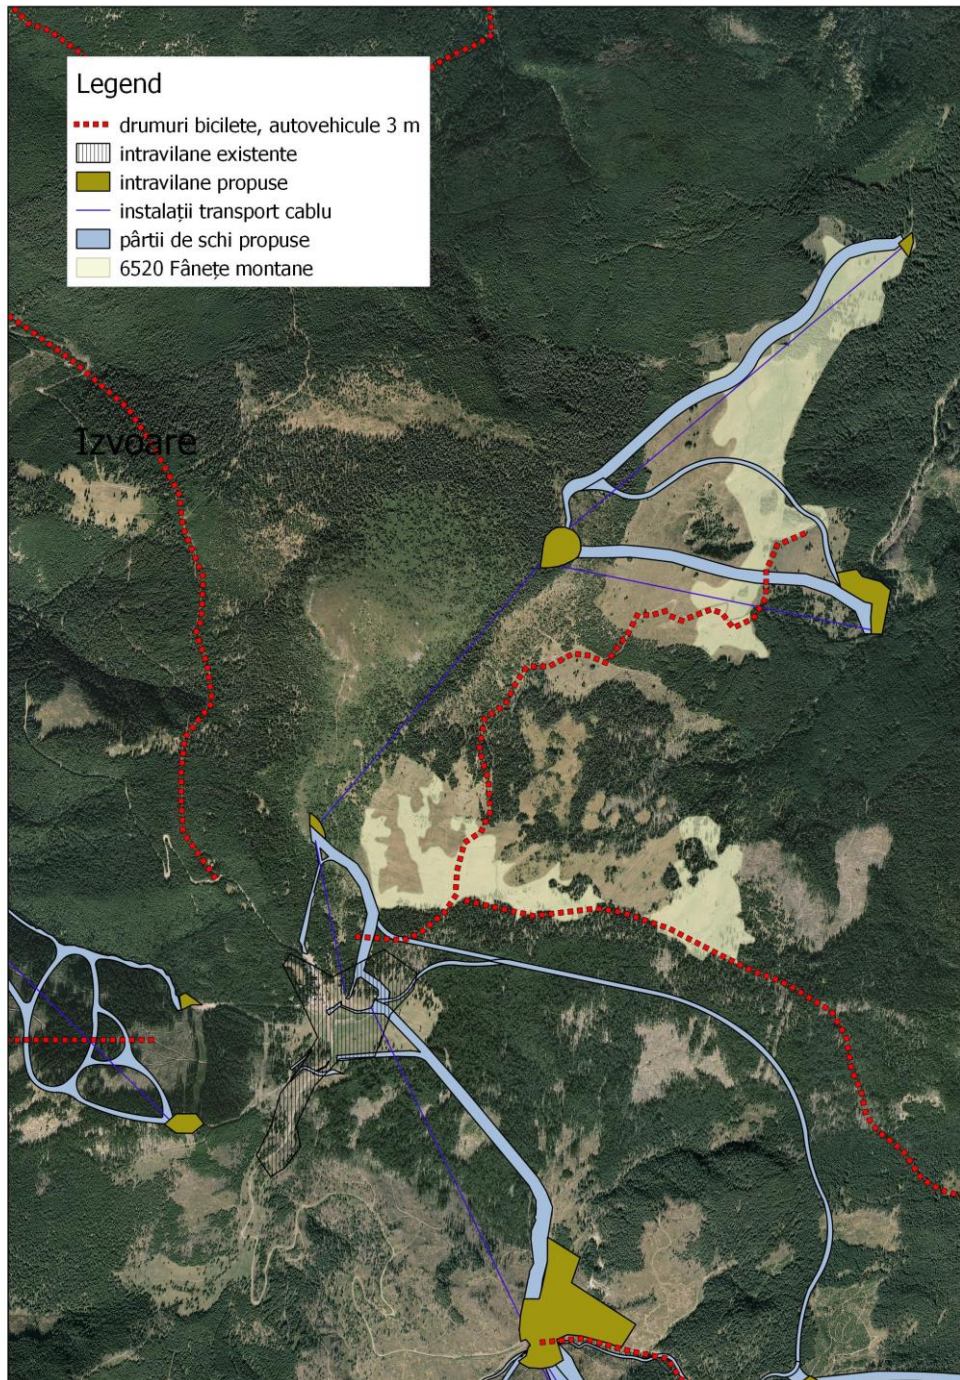 Legend
drumuri bicilete, autovehicule 3 m
intravilane existente
intravilane propuse
instalații transport cablu
pârtii de schi propuse
6520 Fânețe montane
Izvoare